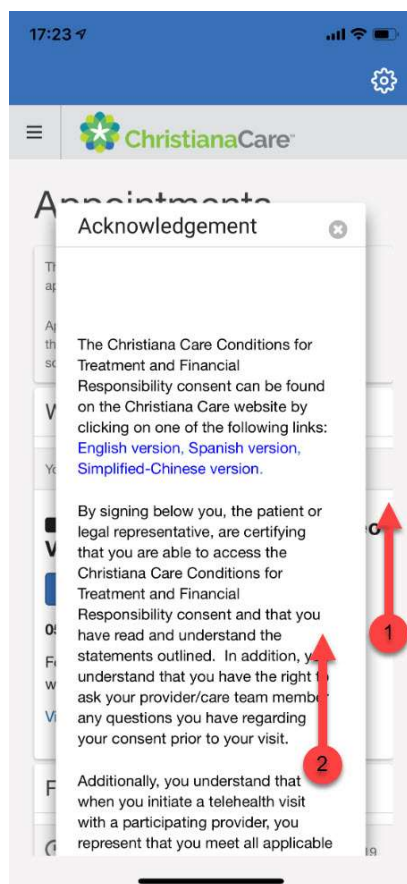 17:23
ChristianaCare
Appointments
Acknowledgement
The Christiana Care Conditions for
Treatment and Financial
Responsibility consent can be found
on the Christiana Care website by
clicking on one of the following links:
English version, Spanish version,
Simplified-Chinese version.
By signing below you, the patient or
legal representative, are certifying
that you are able to access the
Christiana Care Conditions for
Treatment and Financial
Responsibility consent and that you
have read and understand the
statements outlined. In addition, you
understand that you have the right to
ask your provider/care team member
any questions you have regarding
your consent prior to your visit.
Additionally, you understand that
when you initiate a telehealth visit
with a participating provider, you
represent that you meet all applicable
1
2